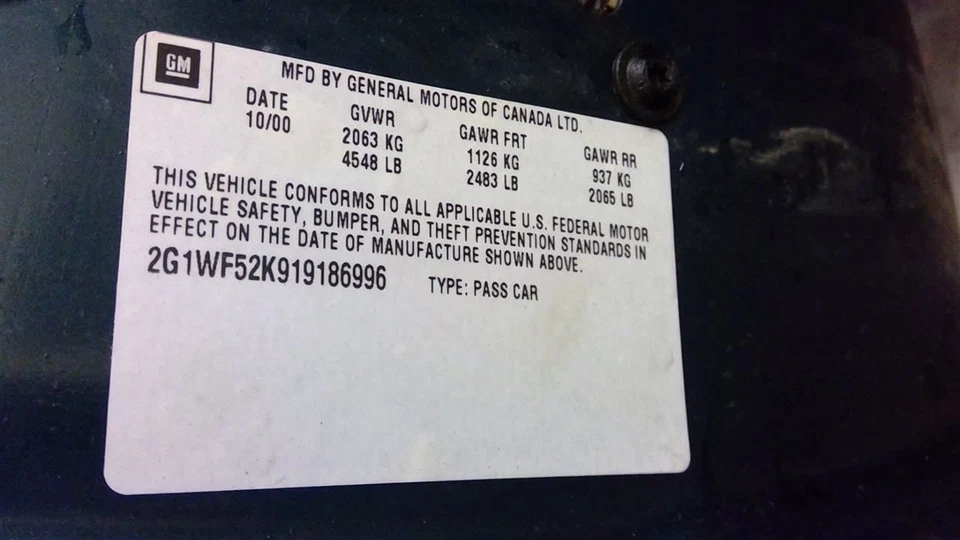 GM
MFD BY GENERAL MOTORS OF CANADA LTD.
DATE GVWR GAWR FRT GAWR RR
10/00 2063 KG 1126 KG 937 KG
4548 LB 2483 LB 2065 LB
THIS VEHICLE CONFORMS TO ALL APPLICABLE U.S. FEDERAL MOTOR
VEHICLE SAFETY, BUMPER, AND THEFT PREVENTION STANDARDS IN
EFFECT ON THE DATE OF MANUFACTURE SHOWN ABOVE.
2G1WF52K919186996 TYPE: PASS CAR